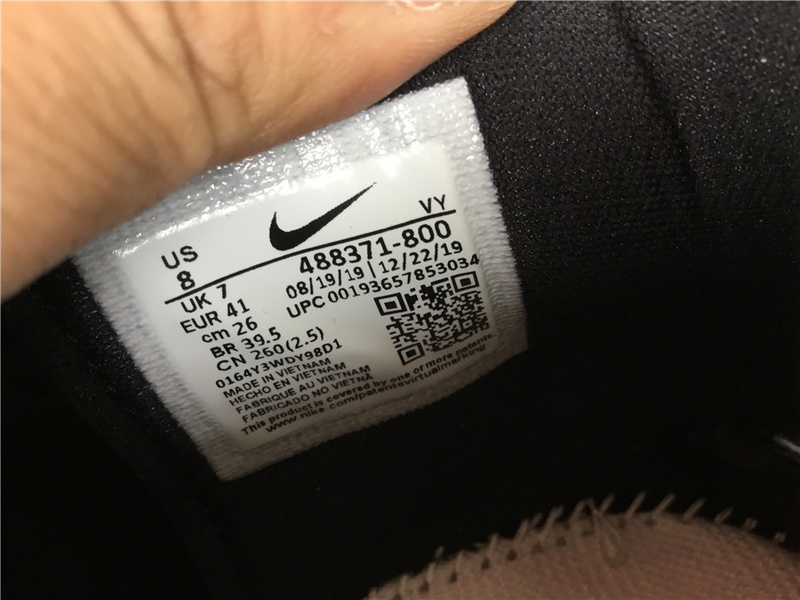 US
8
VY
UK 7
488371-800
EUR 41
08/19/19 | 12/22/19
cm 26
UPC 00193657853034
BR 39.5
CN 260(2.5)
0164Y3WDY98D1
MADE IN VIETNAM
HECHO EN VIETNAM
FABRIQUE AU VIETNAM
FABRICADO NO VIETNA
This product is covered by one of more patents.
www.nike.com/patentsvirtualmarking